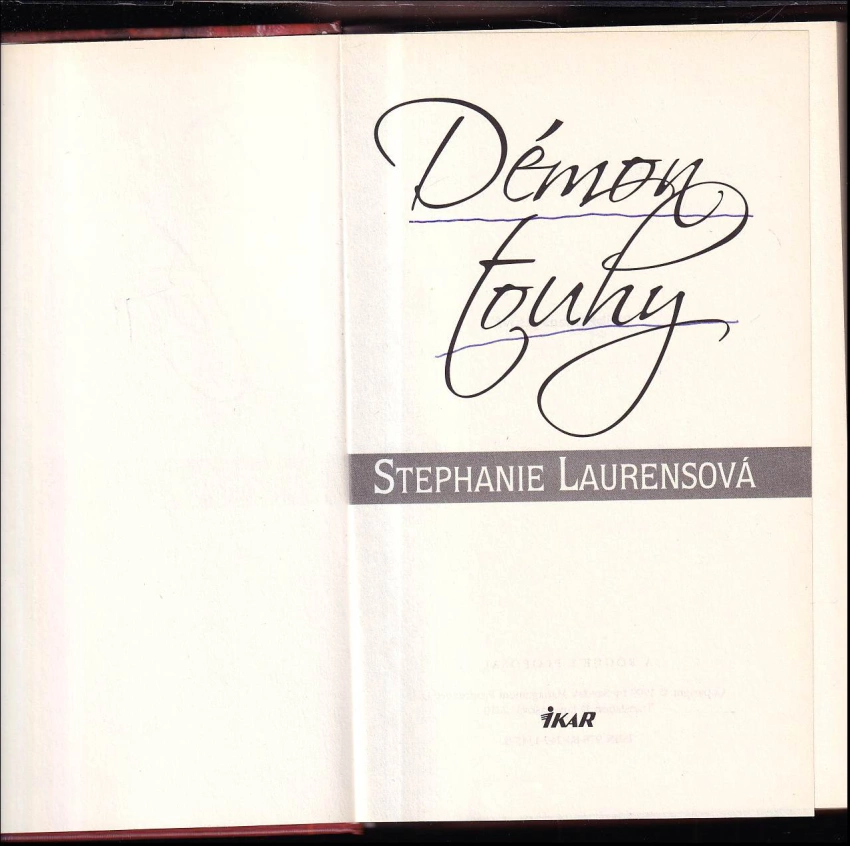 Démon
touhy
STEPHANIE LAURENSOVÁ
IKAR